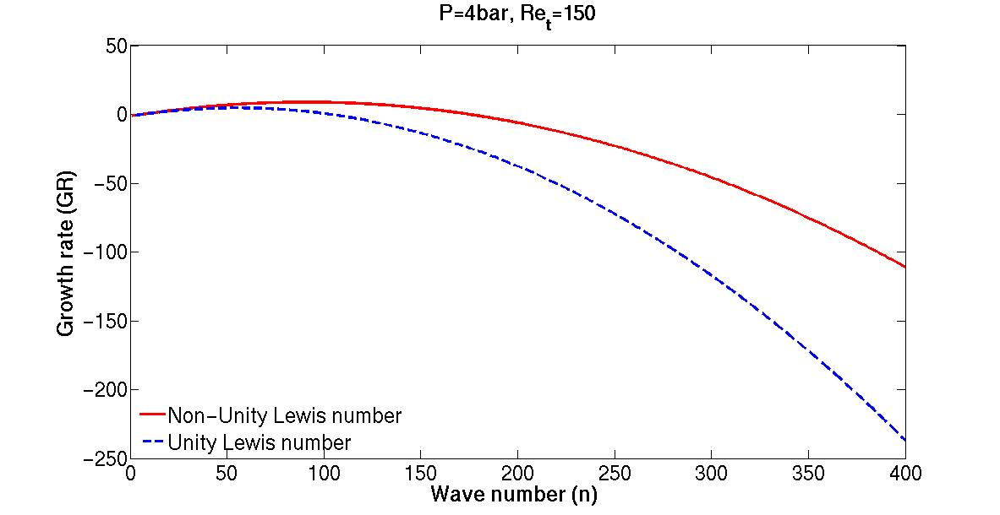 P=4bar, Re_t=150
50
0
−50
−100
−150
−200
−250
Growth rate (GR)
Non−Unity Lewis number
Unity Lewis number
0 50 100 150 200 250 300 350 400
Wave number (n)